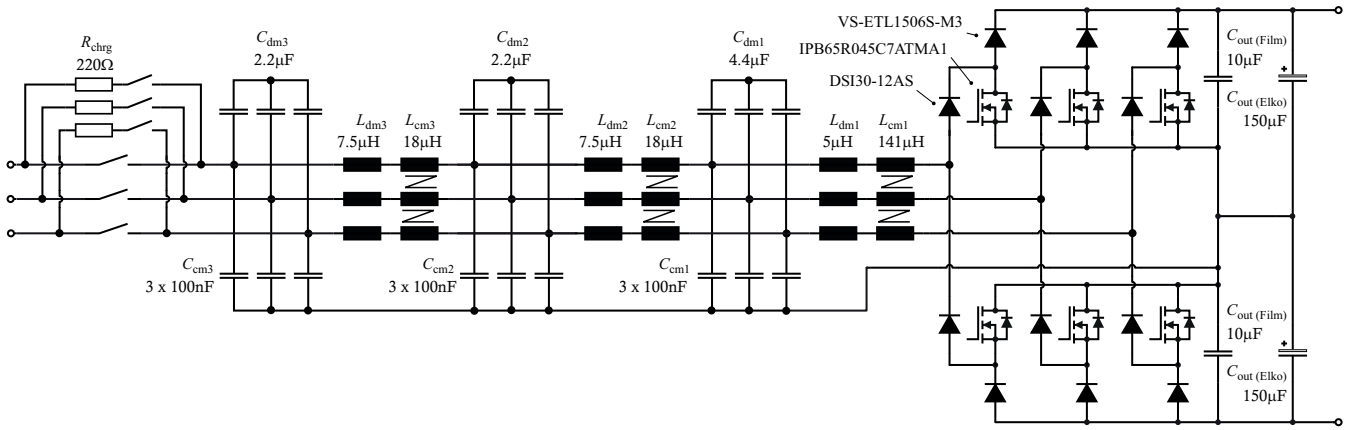 R_chrg
220Ω
C_dm3
2.2µF
C_dm2
2.2µF
C_dm1
4.4µF
VS-ETL1506S-M3
IPB65R045C7ATMA1
DSI30-12AS
C_out (Film)
10µF
+
C_out (Elko)
150µF
L_dm3
7.5µH
L_cm3
18µH
L_dm2
7.5µH
L_cm2
18µH
L_dm1
5µH
L_cm1
141µH
C_cm3
3 x 100nF
C_cm2
3 x 100nF
C_cm1
3 x 100nF
C_out (Film)
10µF
+
C_out (Elko)
150µF